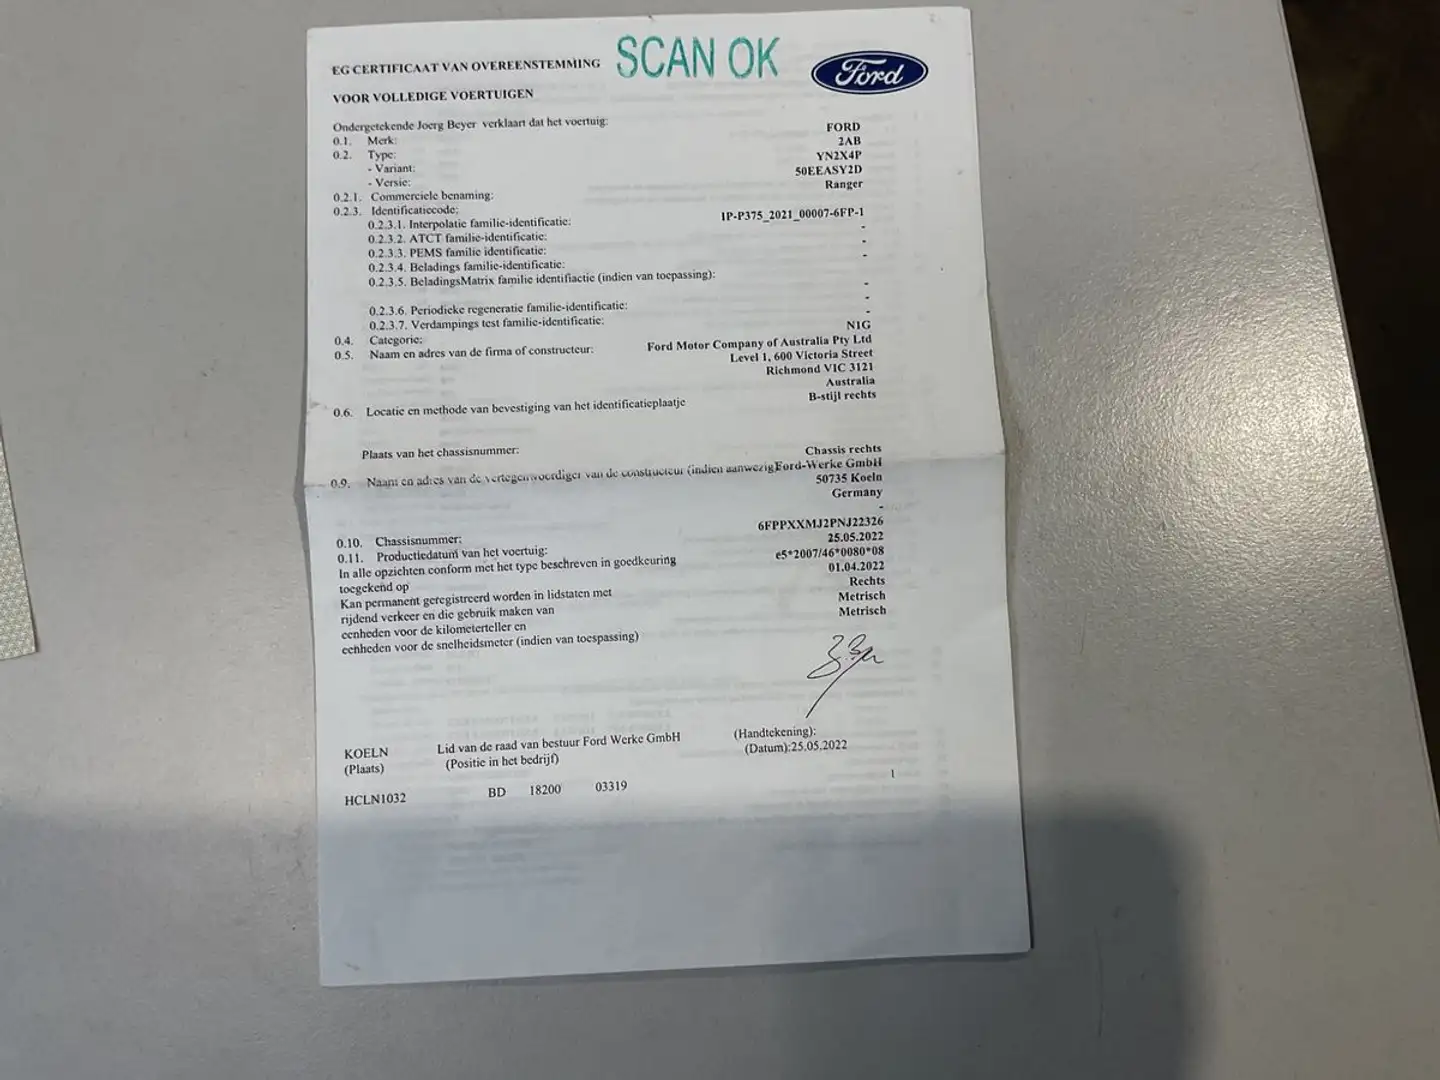 SCAN OK
Ford
EG CERTIFICAAT VAN OVEREENSTEMMING
VOOR VOLLEDIGE VOERTUIGEN
Ondergetekende Joerg Beyer verklaart dat het voertuig:
0.1. Merk: FORD
0.2. Type: 2AB
- Variant: YN2X4P
- Versie: 50EEASY2D
0.2.1. Commerciele benaming: Ranger
0.2.3. Identificatiecode:
0.2.3.1. Interpolatie familie-identificatie: IP-P375_2021_00007-6FP-1
0.2.3.2. ATCT familie-identificatie: -
0.2.3.3. PEMS familie identificatie: -
0.2.3.4. Beladings familie-identificatie: -
0.2.3.5. BeladingsMatrix familie identifiactie (indien van toepassing):
-
0.2.3.6. Periodieke regeneratie familie-identificatie: -
0.2.3.7. Verdampings test familie-identificatie: -
0.4. Categorie: N1G
0.5. Naam en adres van de firma of constructeur: Ford Motor Company of Australia Pty Ltd
Level 1, 600 Victoria Street
Richmond VIC 3121
Australia
0.6. Locatie en methode van bevestiging van het identificatieplaatje B-stijl rechts
Plaats van het chassisnummer: Chassis rechts
0.9. Naam en adres van de vertegenwoordiger van de constructeur (indien aanwezig Ford-Werke GmbH
50735 Koeln
Germany
-
0.10. Chassisnummer: 6FPPXXMJ2PNJ22326
0.11. Productiedatum van het voertuig: 25.05.2022
In alle opzichten conform met het type beschreven in goedkeuring e5*2007/46*0080*08
toegekend op 01.04.2022
Kan permanent geregistreerd worden in lidstaten met
rijdend verkeer en die gebruik maken van Rechts
eenheden voor de kilometerteller en Metrisch
eenheden voor de snelheidsmeter (indien van toespassing) Metrisch
KOELN Lid van de raad van bestuur Ford Werke GmbH (Handtekening):
(Plaats) (Positie in het bedrijf) (Datum):25.05.2022
HCLN1032 BD 18200 03319 1